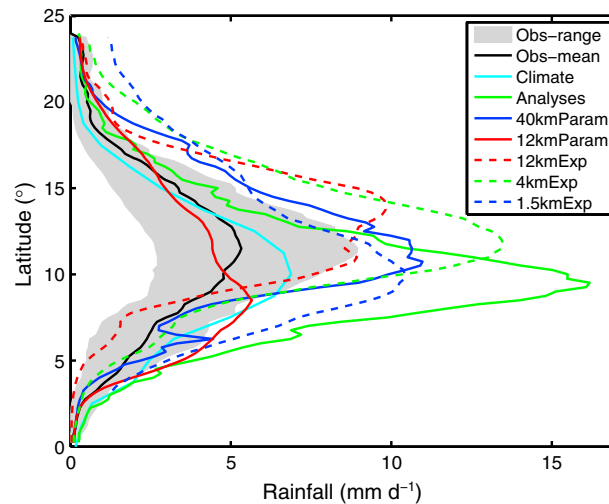 25
20
15
10
5
0
Latitude (°)
0
5
10
15
Rainfall (mm d⁻¹)
Obs−range
Obs−mean
Climate
Analyses
40kmParam
12kmParam
12kmExp
4kmExp
1.5kmExp